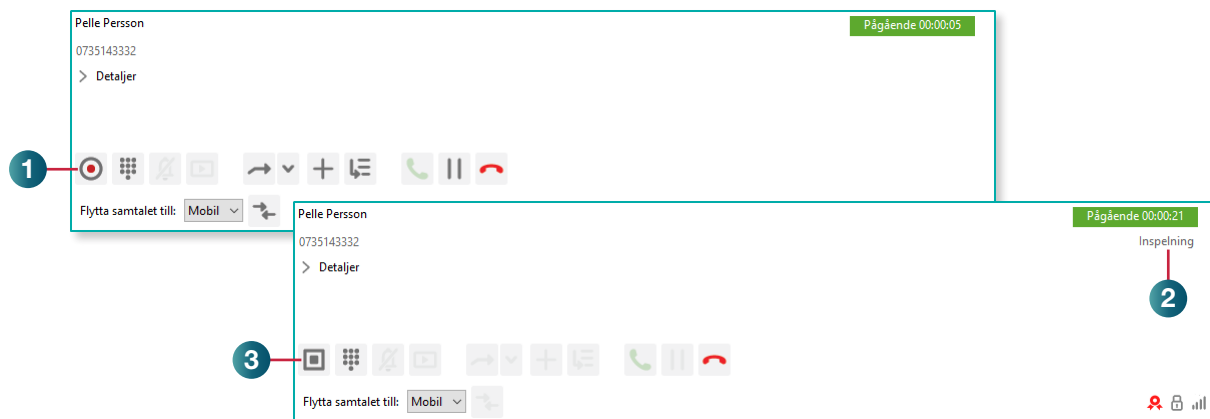 Pelle Persson
Pågående 00:00:05
0735143332
Detaljer
1
Flytta samtalet till: Mobil
Pelle Persson
Pågående 00:00:21
0735143332
Inspelning
Detaljer
2
3
Flytta samtalet till: Mobil